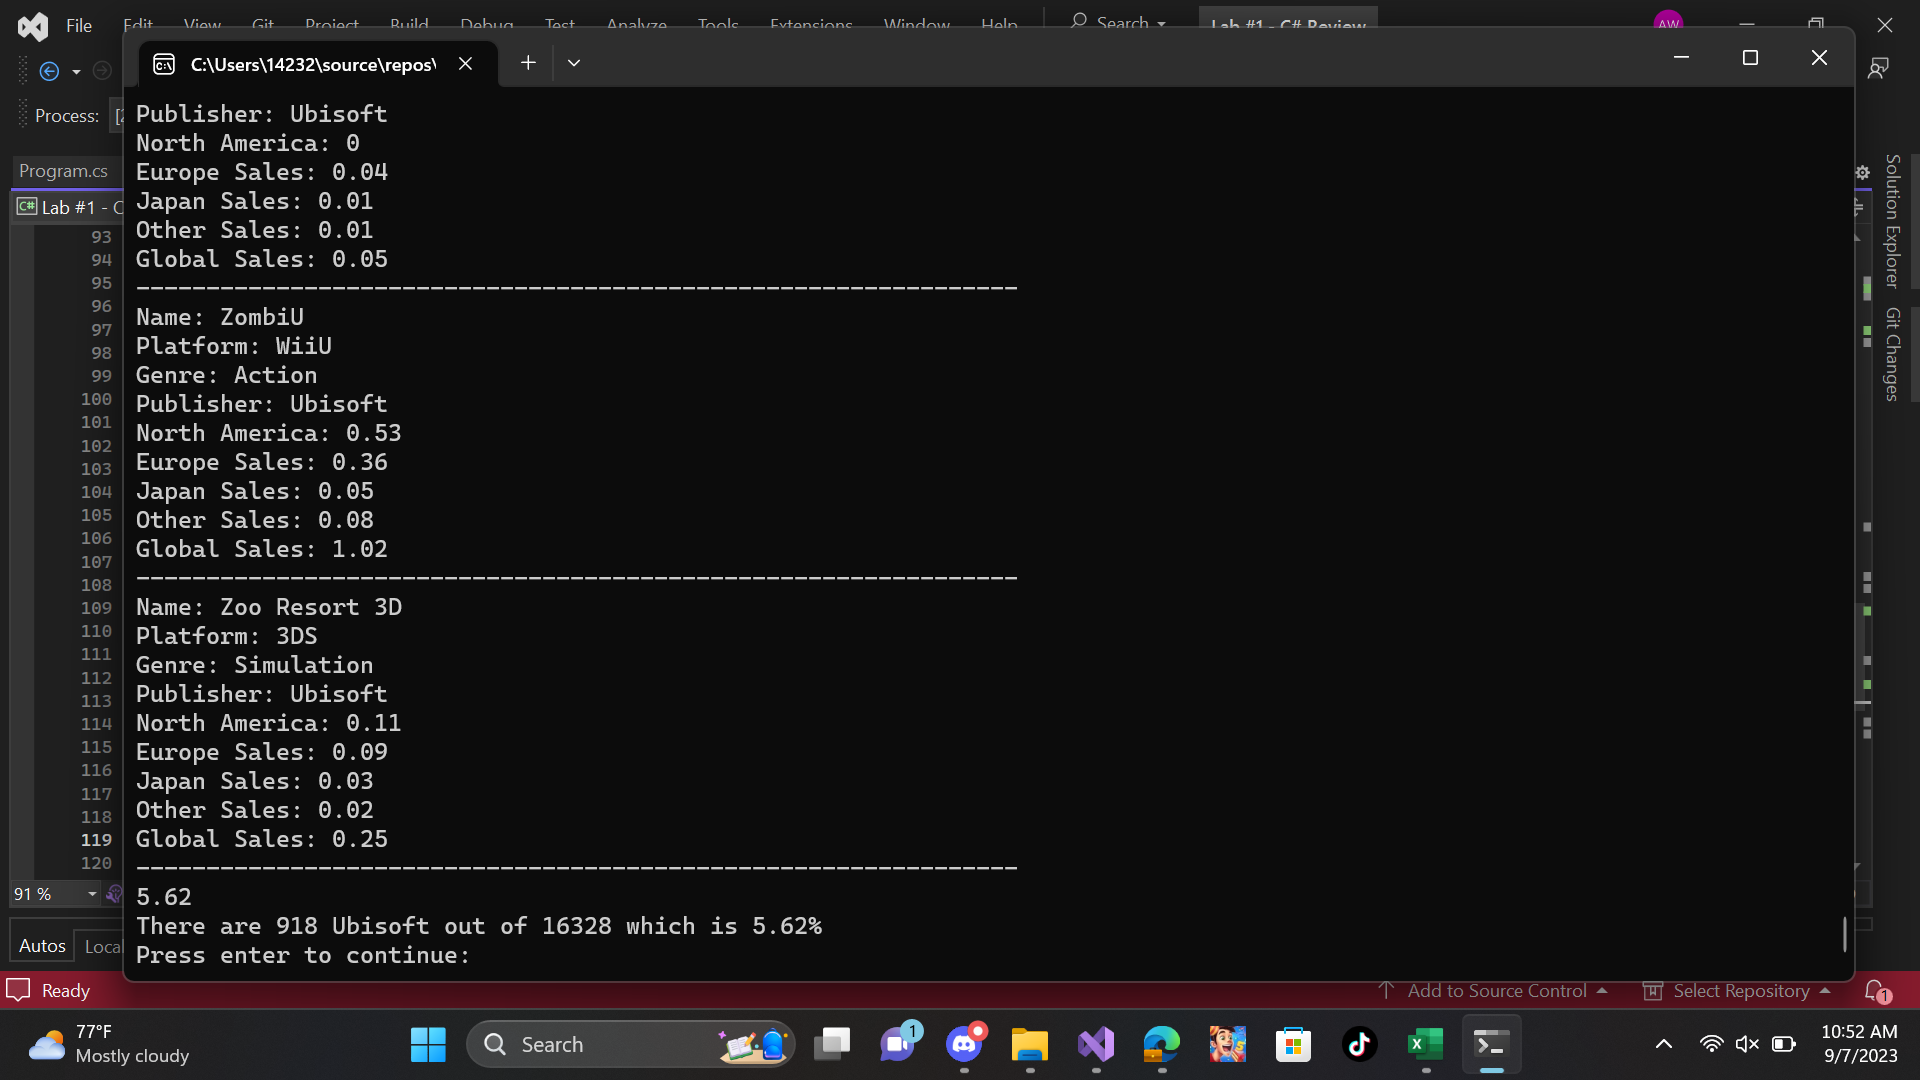 File Edit View Git Project Build Debug Test Analyze Tools Extensions Window Help Search Lab #1 - C# Review AW
C:\Users\14232\source\repos\
Process:
Program.cs
Lab #1 - C
93
94
95
96
97
98
99
100
101
102
103
104
105
106
107
108
109
110
111
112
113
114
115
116
117
118
119
120
91 %
Autos
Publisher: Ubisoft
North America: 0
Europe Sales: 0.04
Japan Sales: 0.01
Other Sales: 0.01
Global Sales: 0.05
---------------------------------------------------------------
Name: ZombiU
Platform: WiiU
Genre: Action
Publisher: Ubisoft
North America: 0.53
Europe Sales: 0.36
Japan Sales: 0.05
Other Sales: 0.08
Global Sales: 1.02
---------------------------------------------------------------
Name: Zoo Resort 3D
Platform: 3DS
Genre: Simulation
Publisher: Ubisoft
North America: 0.11
Europe Sales: 0.09
Japan Sales: 0.03
Other Sales: 0.02
Global Sales: 0.25
---------------------------------------------------------------
5.62
There are 918 Ubisoft out of 16328 which is 5.62%
Press enter to continue:
Solution Explorer
Git Changes
Ready
Add to Source Control
Select Repository
1
77°F
Mostly cloudy
Search
1
10:52 AM
9/7/2023